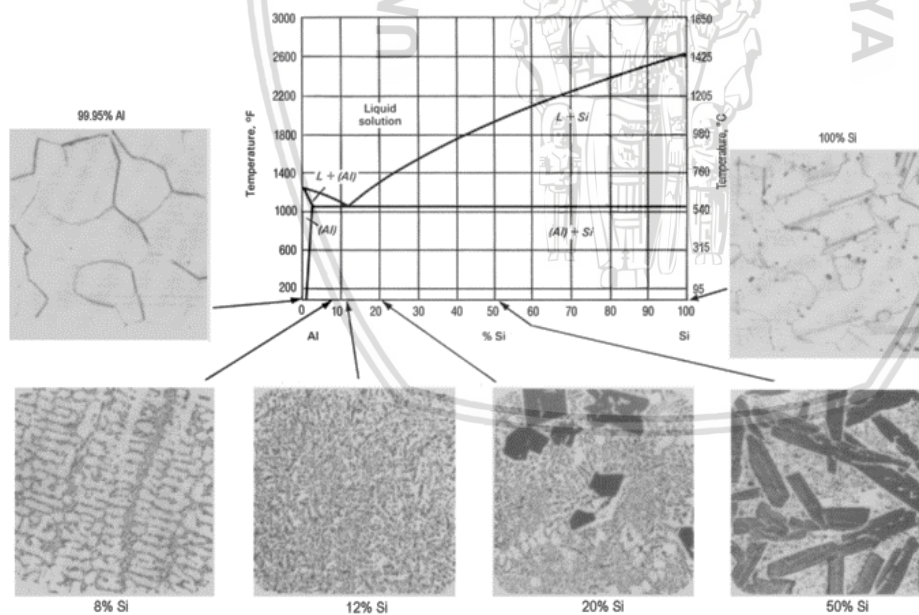 3000
2600
2200
1800
1400
1000
600
200
Temperature, °F
1650
1425
1205
980
760
540
315
95
Temperature, °C
Liquid
solution
L + Si
L + (Al)
(Al)
(Al) + Si
0 10 20 30 40 50 60 70 80 90 100
Al % Si Si
99.95% Al
100% Si
8% Si
12% Si
20% Si
50% Si
YA
UN